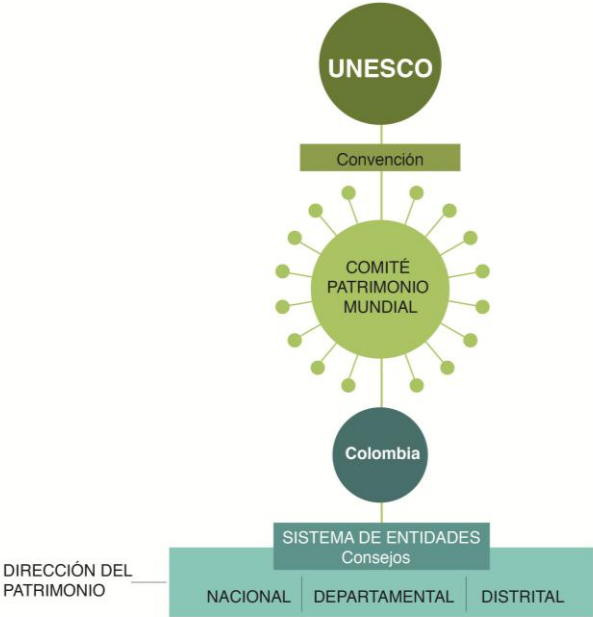 UNESCO
Convención
COMITÉ
PATRIMONIO
MUNDIAL
Colombia
SISTEMA DE ENTIDADES
Consejos
DIRECCIÓN DEL
PATRIMONIO
NACIONAL DEPARTAMENTAL DISTRITAL